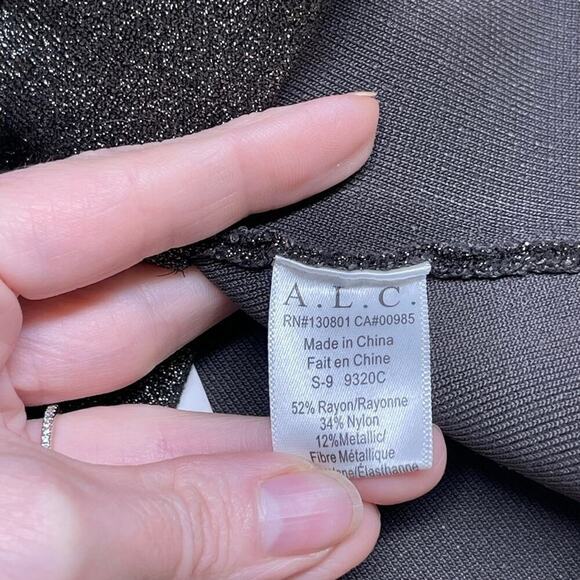 A.L.C.
RN#130801 CA#00985
Made in China
Fait en Chine
S-9 9320C
52% Rayon/Rayonne
34% Nylon
12%Metallic/
Fibre Métallique
/Élasthanne